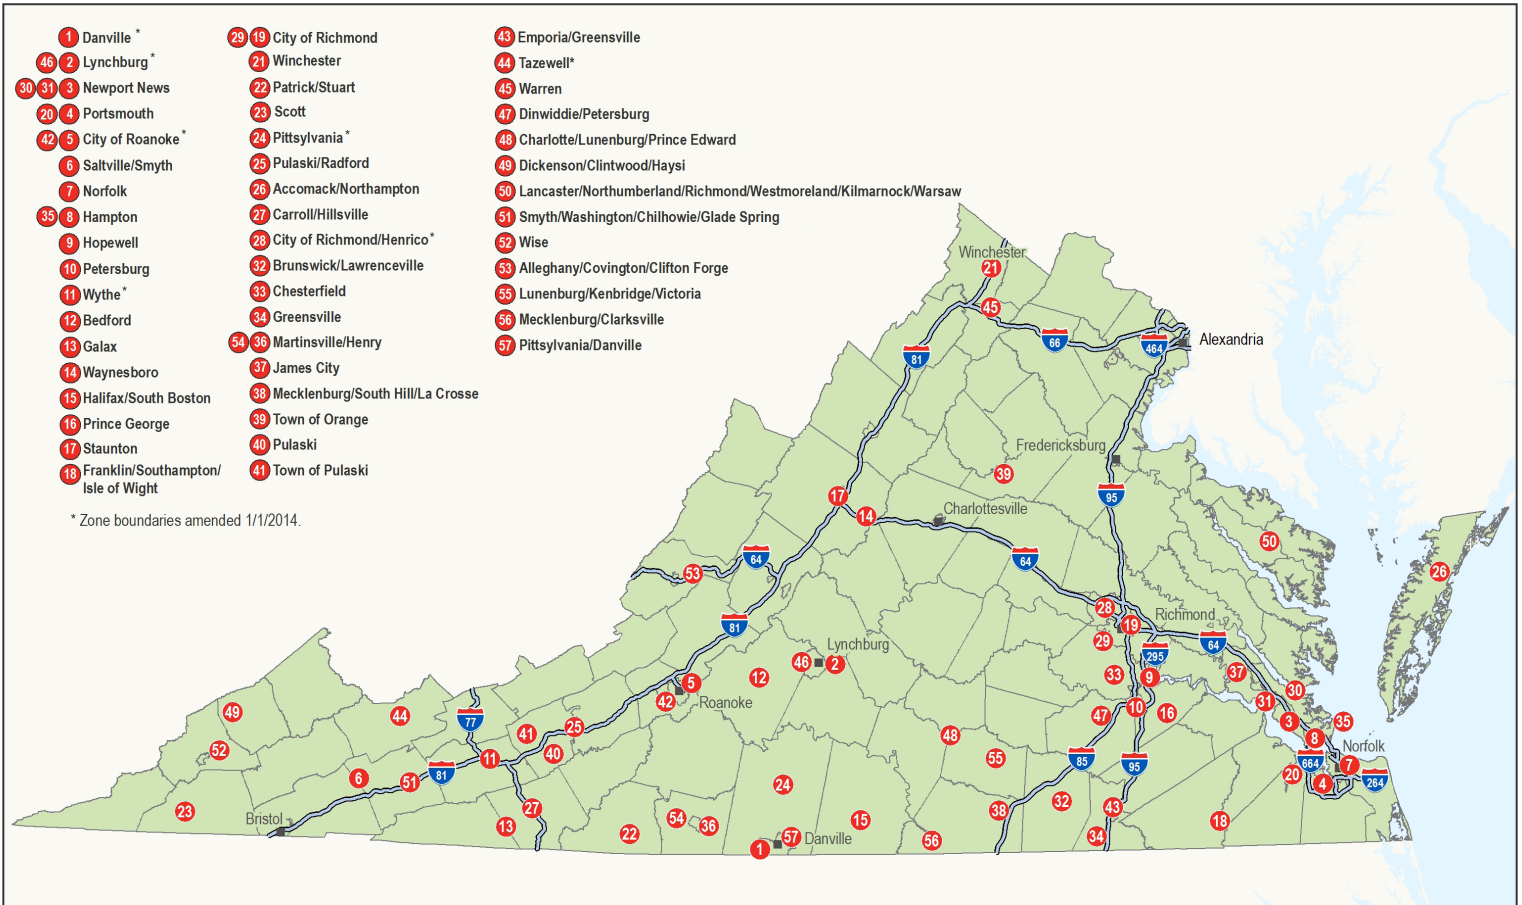 1 Danville *
46 2 Lynchburg *
30 31 3 Newport News
20 4 Portsmouth
42 5 City of Roanoke *
6 Saltville/Smyth
7 Norfolk
35 8 Hampton
9 Hopewell
10 Petersburg
11 Wythe *
12 Bedford
13 Galax
14 Waynesboro
15 Halifax/South Boston
16 Prince George
17 Staunton
18 Franklin/Southampton/
Isle of Wight
29 19 City of Richmond
21 Winchester
22 Patrick/Stuart
23 Scott
24 Pittsylvania *
25 Pulaski/Radford
26 Accomack/Northampton
27 Carroll/Hillsville
28 City of Richmond/Henrico *
32 Brunswick/Lawrenceville
33 Chesterfield
34 Greensville
54 36 Martinsville/Henry
37 James City
38 Mecklenburg/South Hill/La Crosse
39 Town of Orange
40 Pulaski
41 Town of Pulaski
43 Emporia/Greensville
44 Tazewell*
45 Warren
47 Dinwiddie/Petersburg
48 Charlotte/Lunenburg/Prince Edward
49 Dickenson/Clintwood/Haysi
50 Lancaster/Northumberland/Richmond/Westmoreland/Kilmarnock/Warsaw
51 Smyth/Washington/Chilhowie/Glade Spring
52 Wise
53 Alleghany/Covington/Clifton Forge
55 Lunenburg/Kenbridge/Victoria
56 Mecklenburg/Clarksville
57 Pittsylvania/Danville
* Zone boundaries amended 1/1/2014.
Winchester
21
45
66
464
Alexandria
81
Fredericksburg
39
95
17
14
Charlottesville
50
26
64
53
64
28
Richmond
19
81
29
64
295
Lynchburg
46
2
12
5
42
Roanoke
33
9
37
30
31
10
16
47
3
35
8
Norfolk
49
44
77
52
41
25
40
11
48
55
85
95
664
7
20
4
264
6
51
81
24
23
Bristol
27
13
22
54
36
15
38
32
43
34
18
56
57
Danville
1